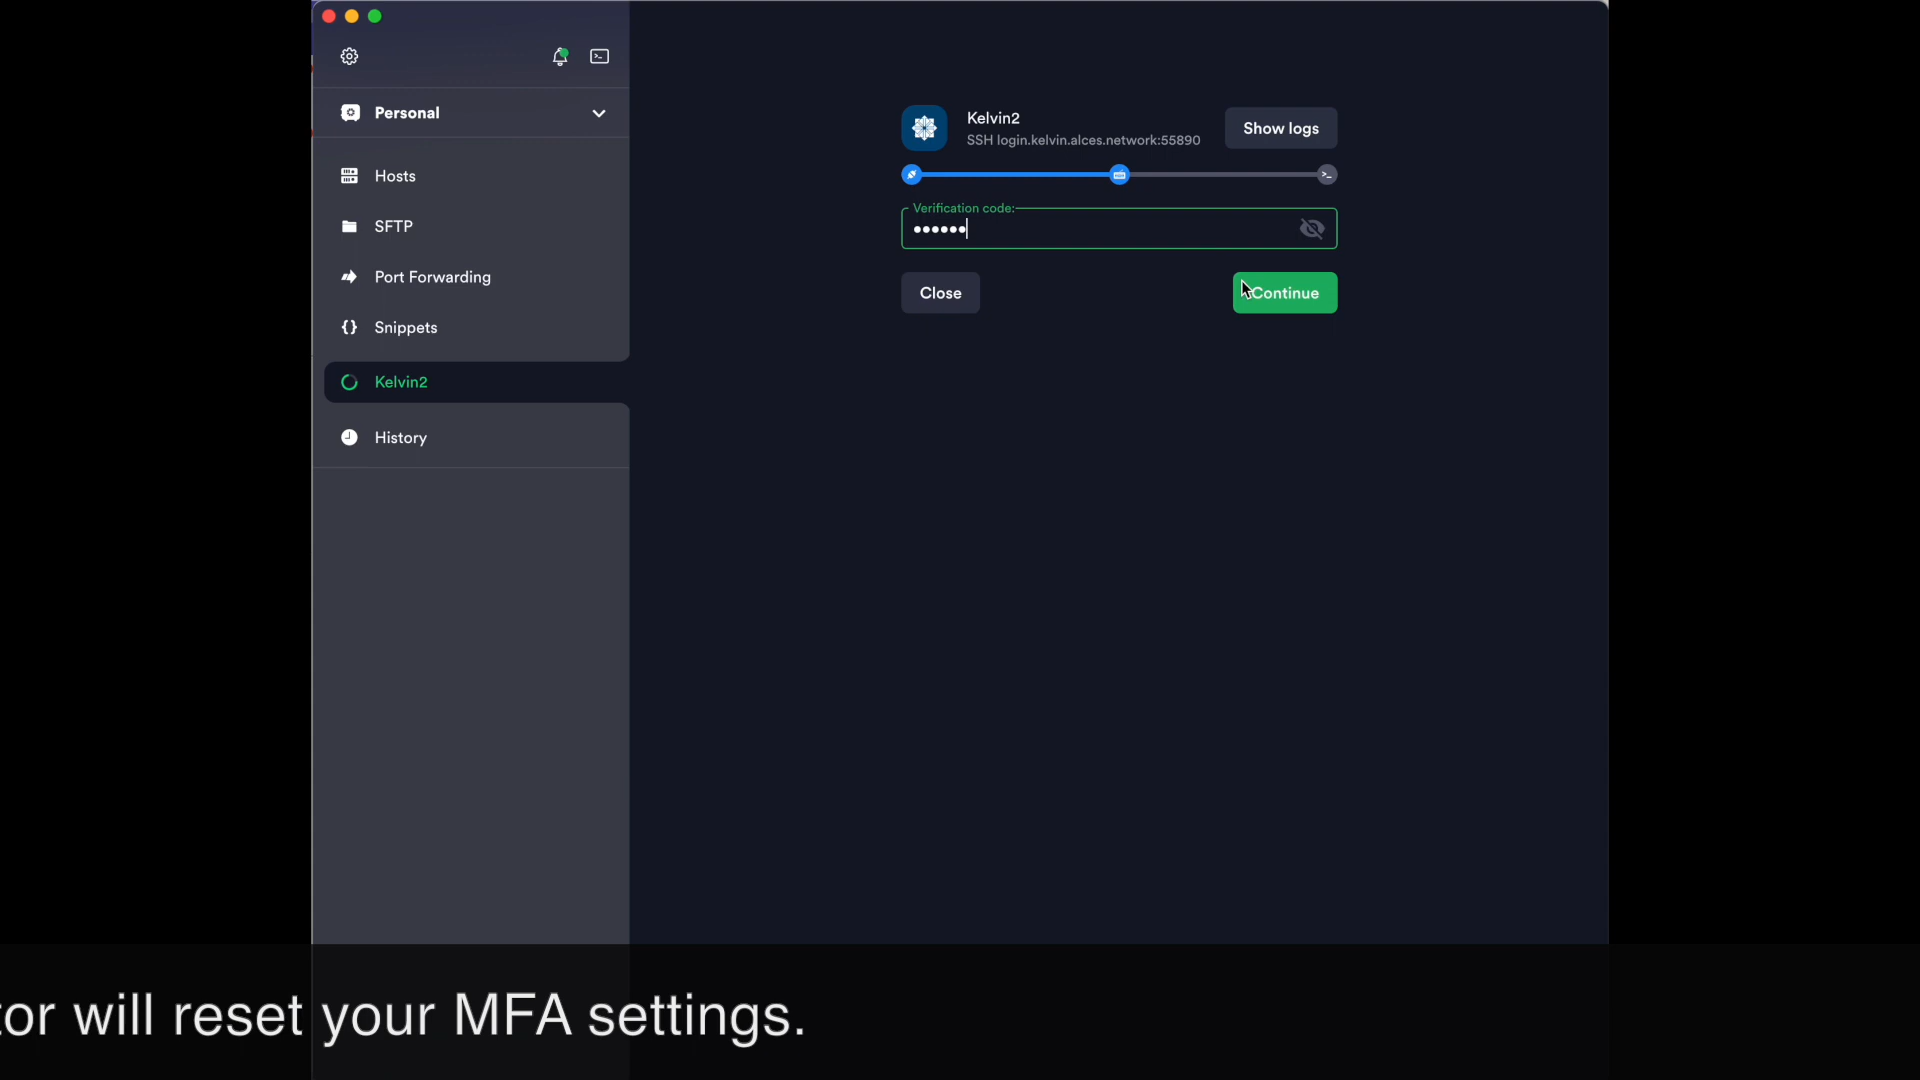 Personal
Hosts
SFTP
Port Forwarding
Snippets
Kelvin2
History
Kelvin2
SSH login.kelvin.alces.network:55890
Show logs
Verification code:
Close
Continue
will reset your MFA settings.